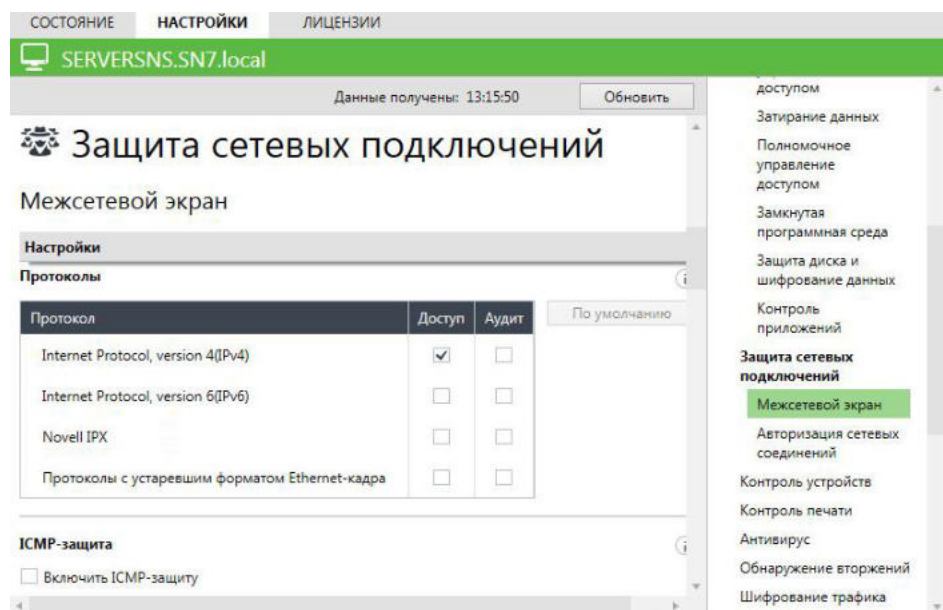 СОСТОЯНИЕ НАСТРОЙКИ ЛИЦЕНЗИИ
SERVERSNS.SN7.local
Данные получены: 13:15:50 Обновить
Защита сетевых подключений
Межсетевой экран
Настройки
Протоколы
Протокол Доступ Аудит По умолчанию
Internet Protocol, version 4(IPv4)
Internet Protocol, version 6(IPv6)
Novell IPX
Протоколы с устаревшим форматом Ethernet-кадра
ICMP-защита
Включить ICMP-защиту
доступом
Затирание данных
Полномочное
управление
доступом
Замкнутая
программная среда
Защита диска и
шифрование данных
Контроль
приложений
Защита сетевых
подключений
Межсетевой экран
Авторизация сетевых
соединений
Контроль устройств
Контроль печати
Антивирус
Обнаружение вторжений
Шифрование трафика